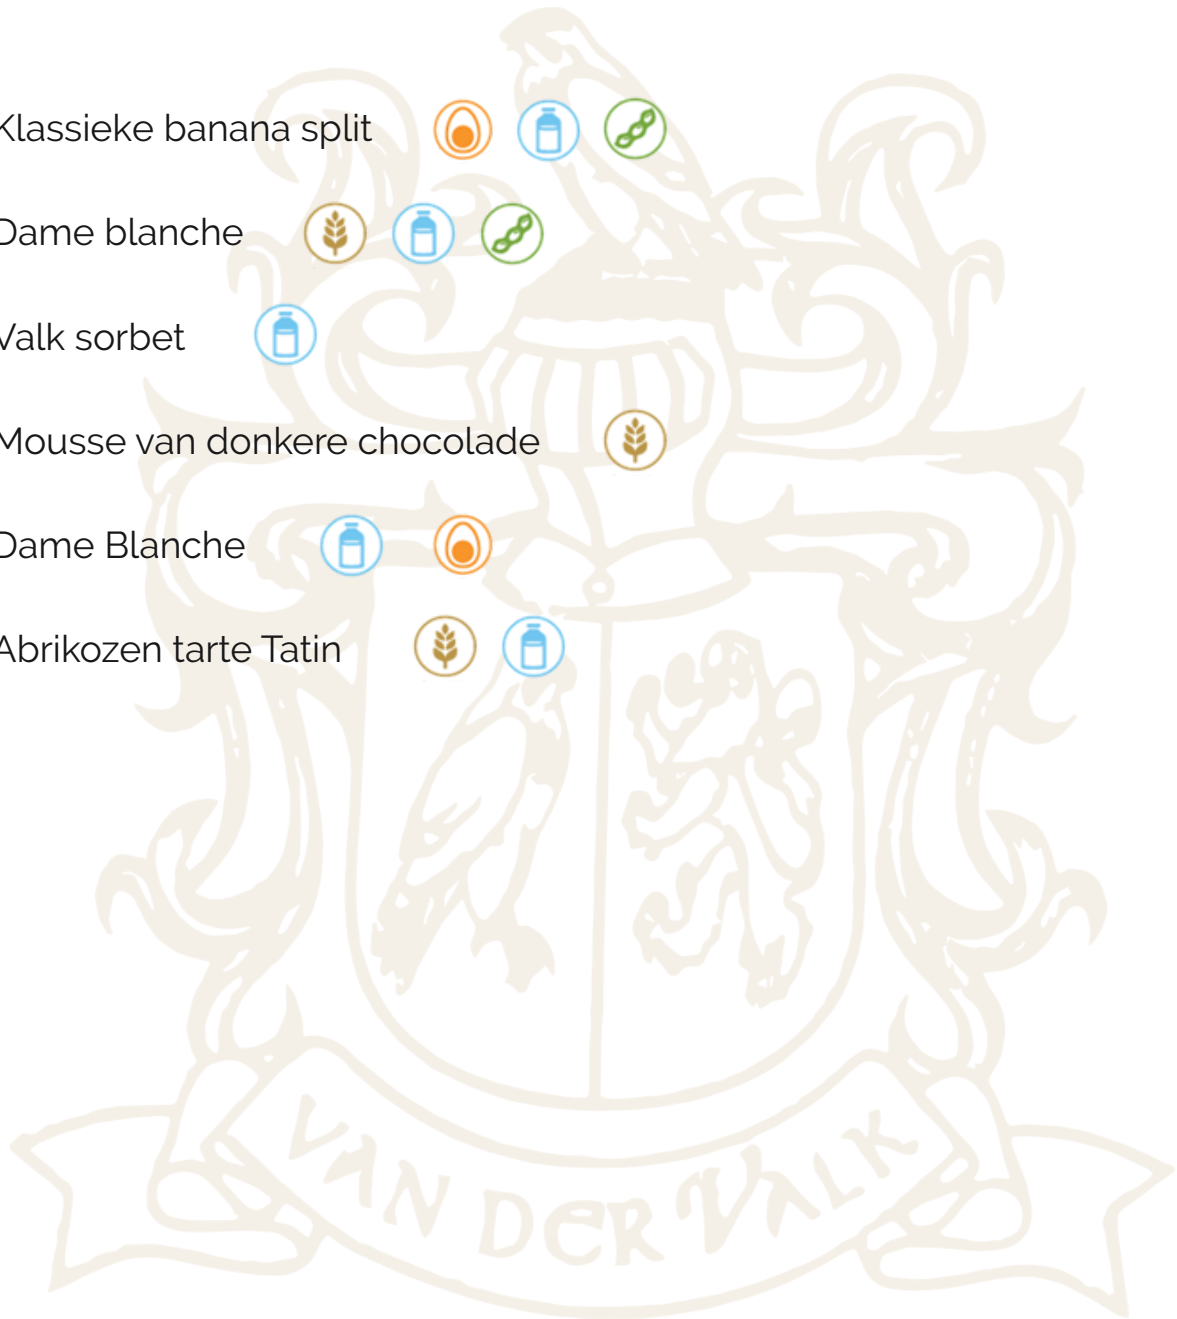 Klassieke banana split
Dame blanche
Valk sorbet
Mousse van donkere chocolade
Dame Blanche
Abrikozen tarte Tatin
VAN DER VALK